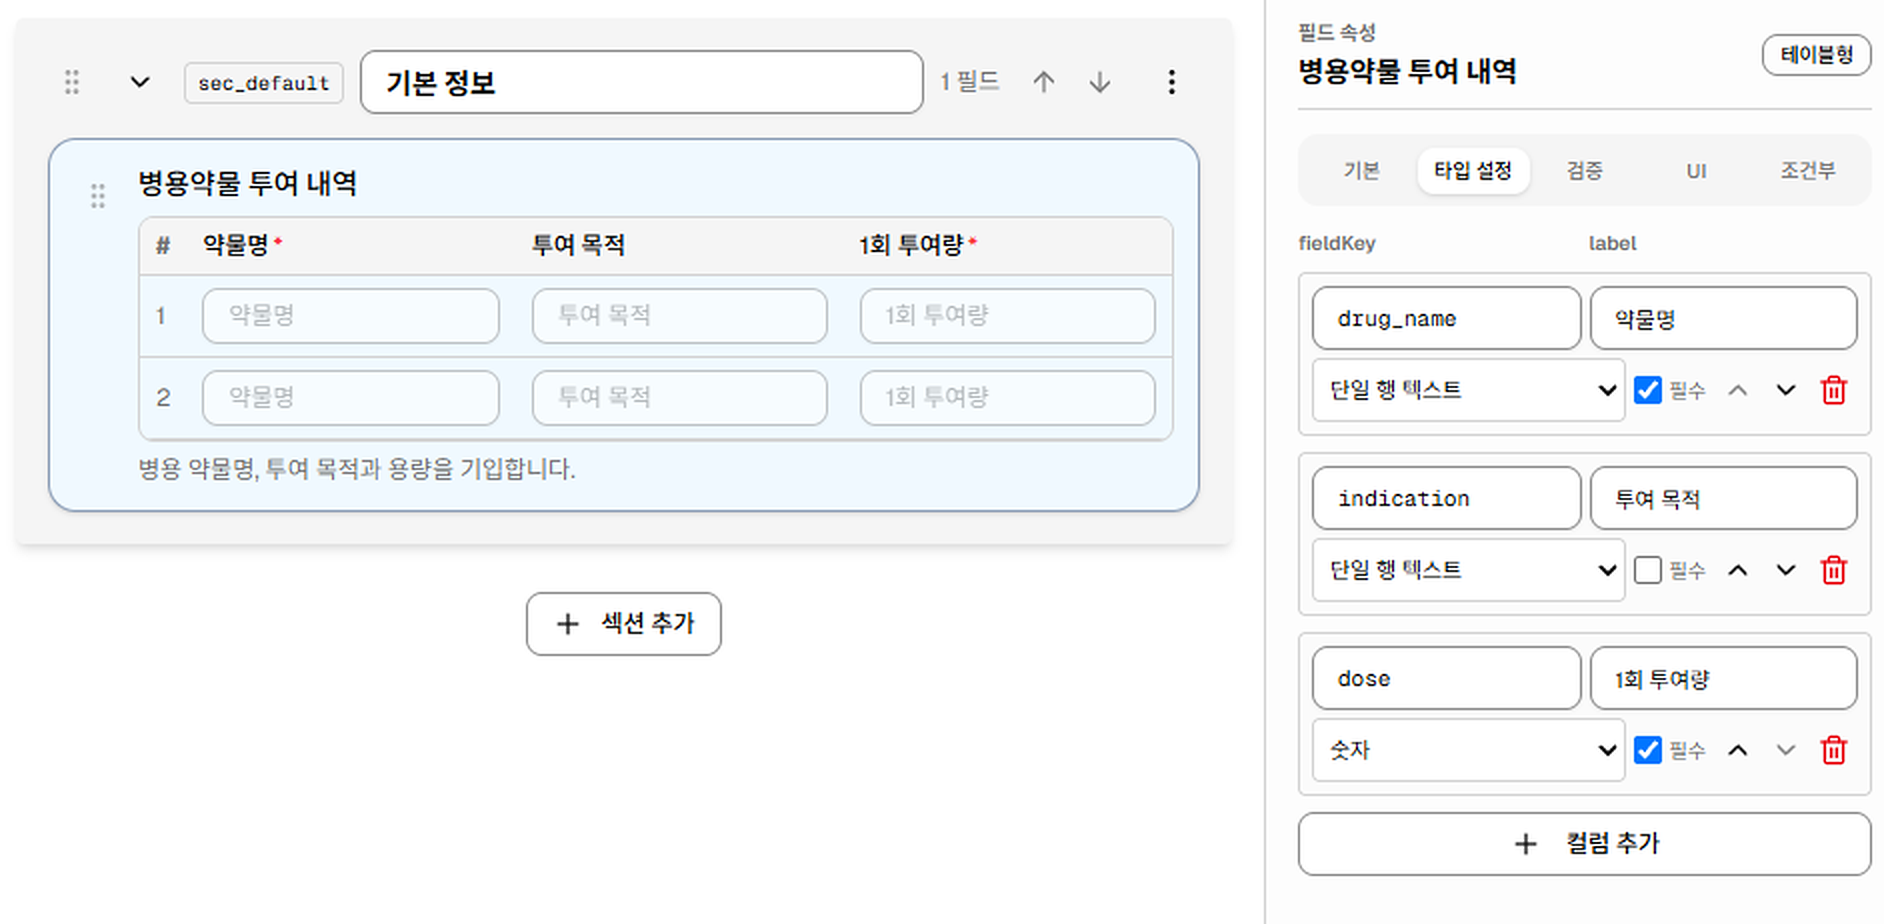 sec_default
기본 정보
1 필드
병용약물 투여 내역
# 약물명 * 투여 목적 1회 투여량 *
1 약물명 투여 목적 1회 투여량
2 약물명 투여 목적 1회 투여량
병용 약물명, 투여 목적과 용량을 기입합니다.
섹션 추가
필드 속성
병용약물 투여 내역
테이블형
기본 타입 설정 검증 UI 조건부
fieldKey label
drug_name 약물명
단일 행 텍스트 필수
indication 투여 목적
단일 행 텍스트 필수
dose 1회 투여량
숫자 필수
컬럼 추가